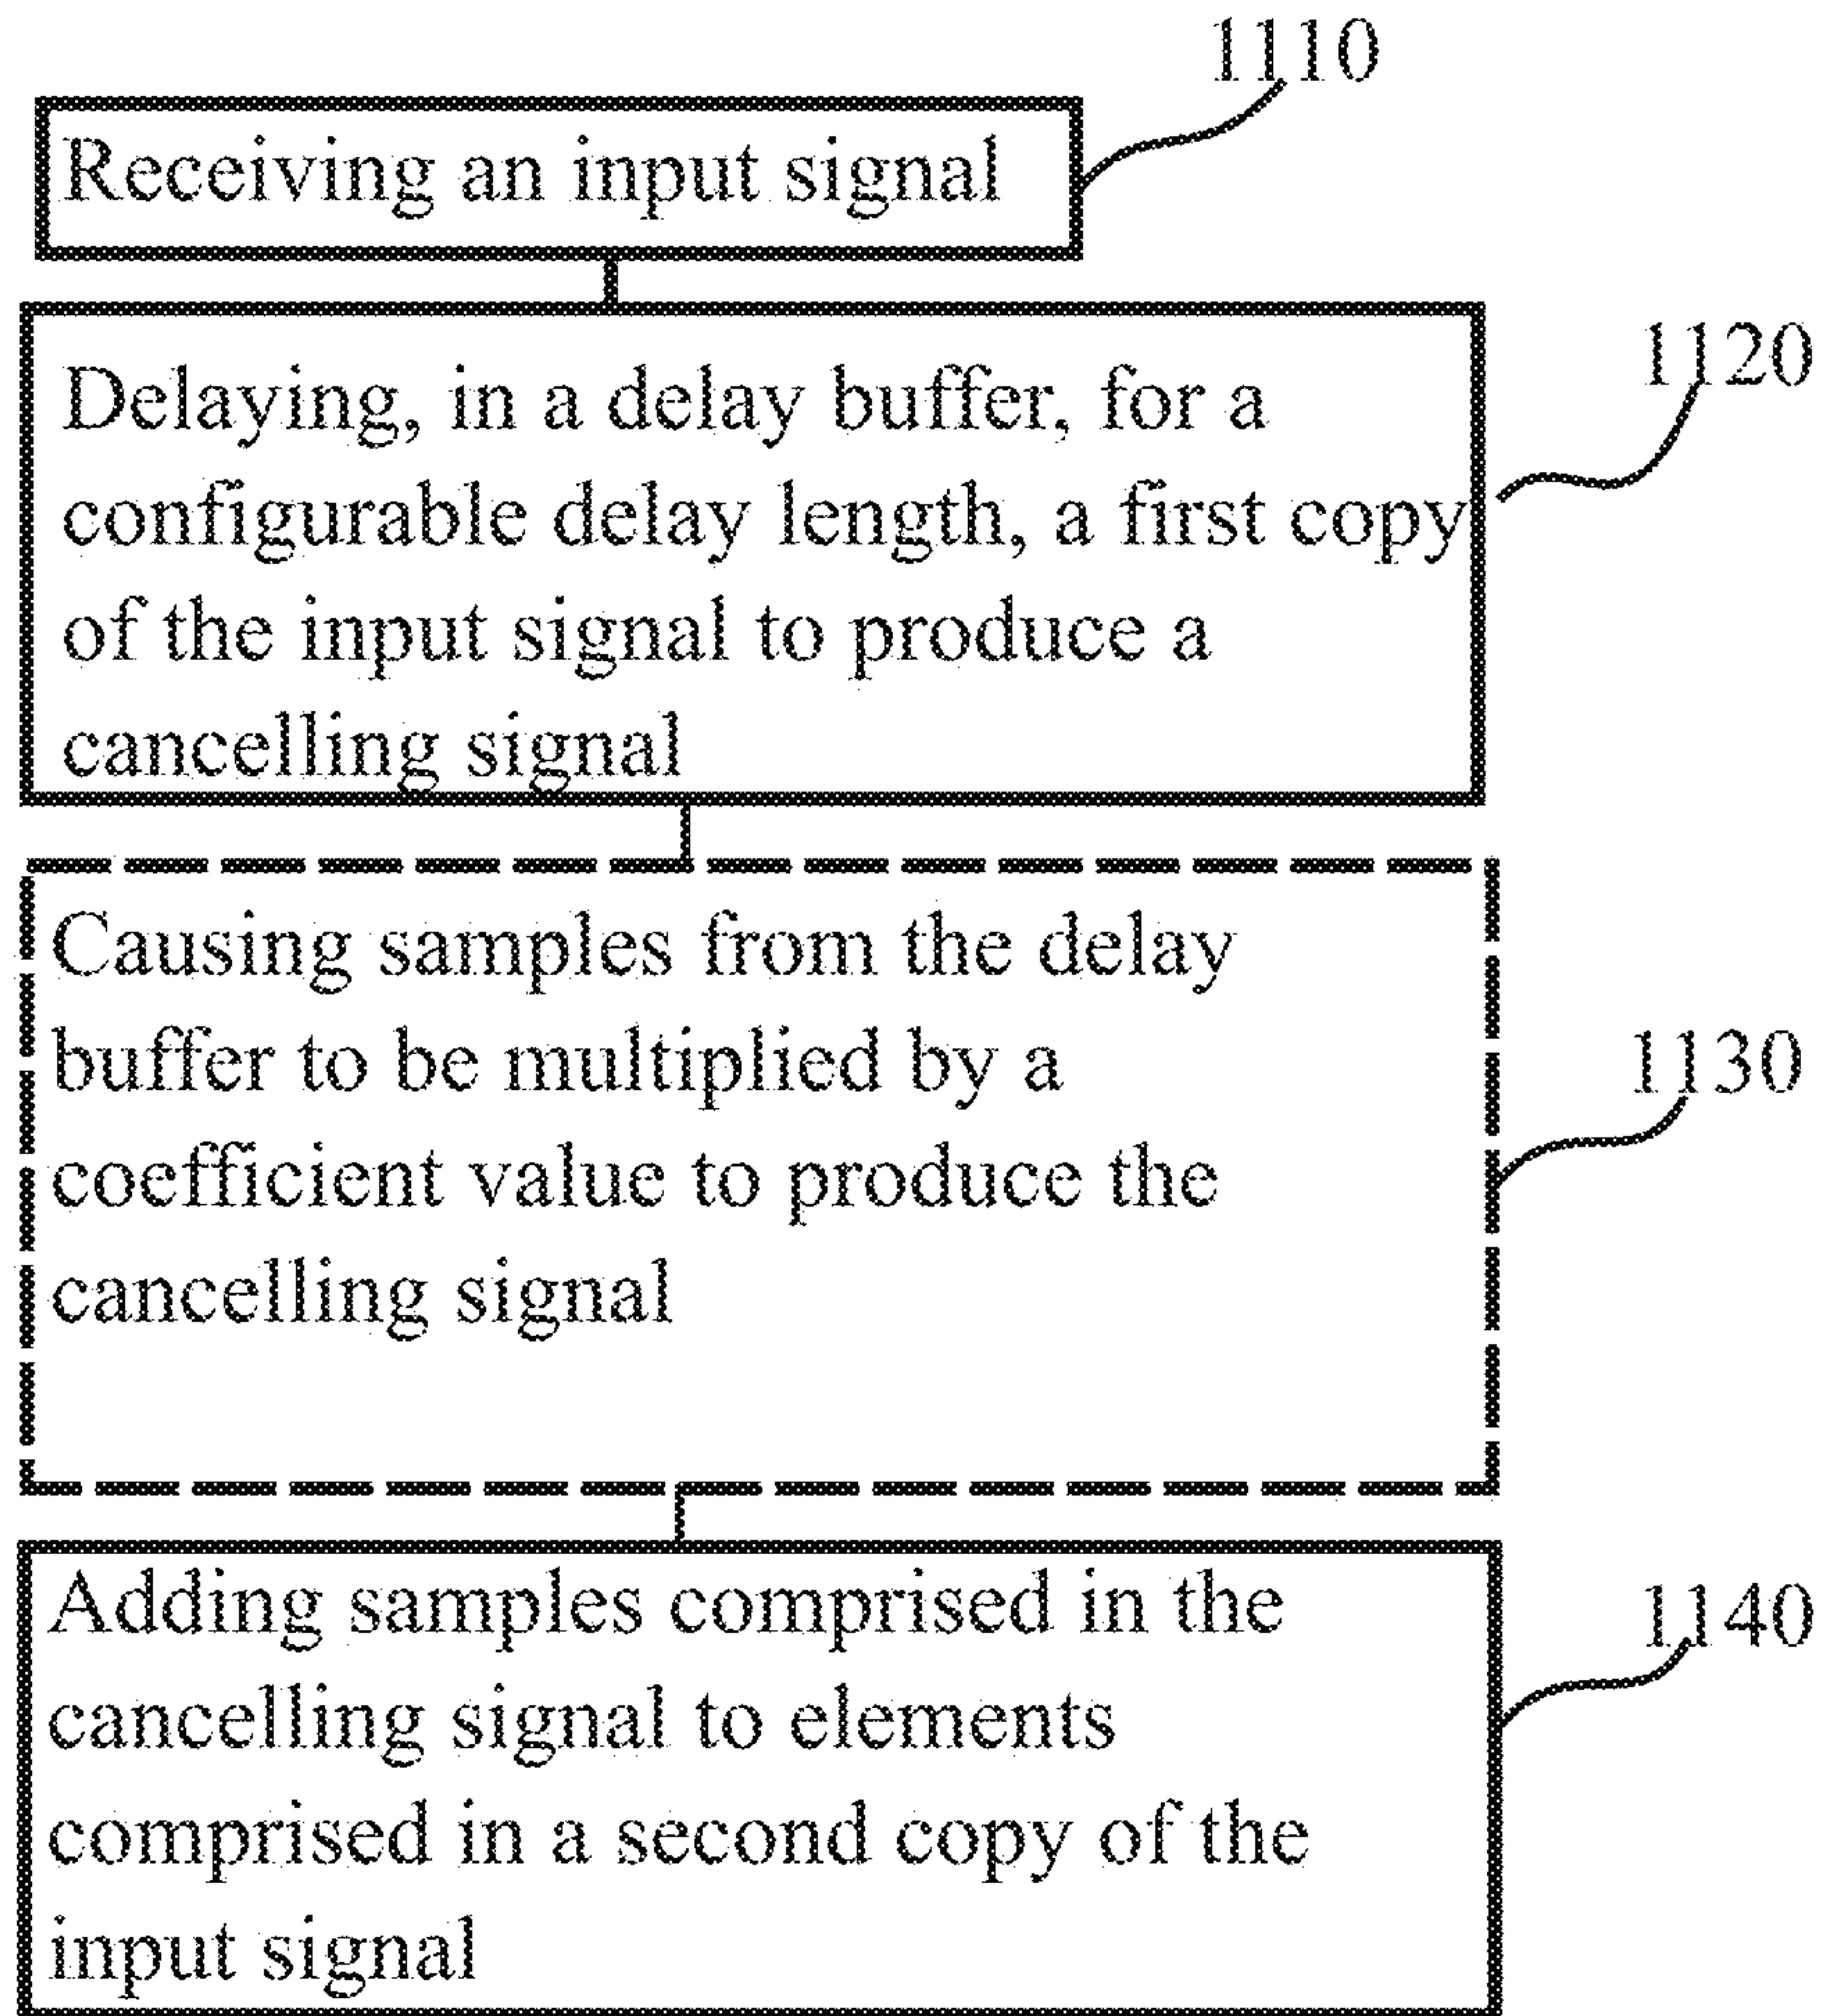 1110
Receiving an input signal
1120
Delaying, in a delay buffer, for a
configurable delay length, a first copy
of the input signal to produce a
cancelling signal
Causing samples from the delay
buffer to be multiplied by a
1130
coefficient value to produce the
cancelling signal
Adding samples comprised in the
1140
cancelling signal to elements
comprised in a second copy of the
input signal